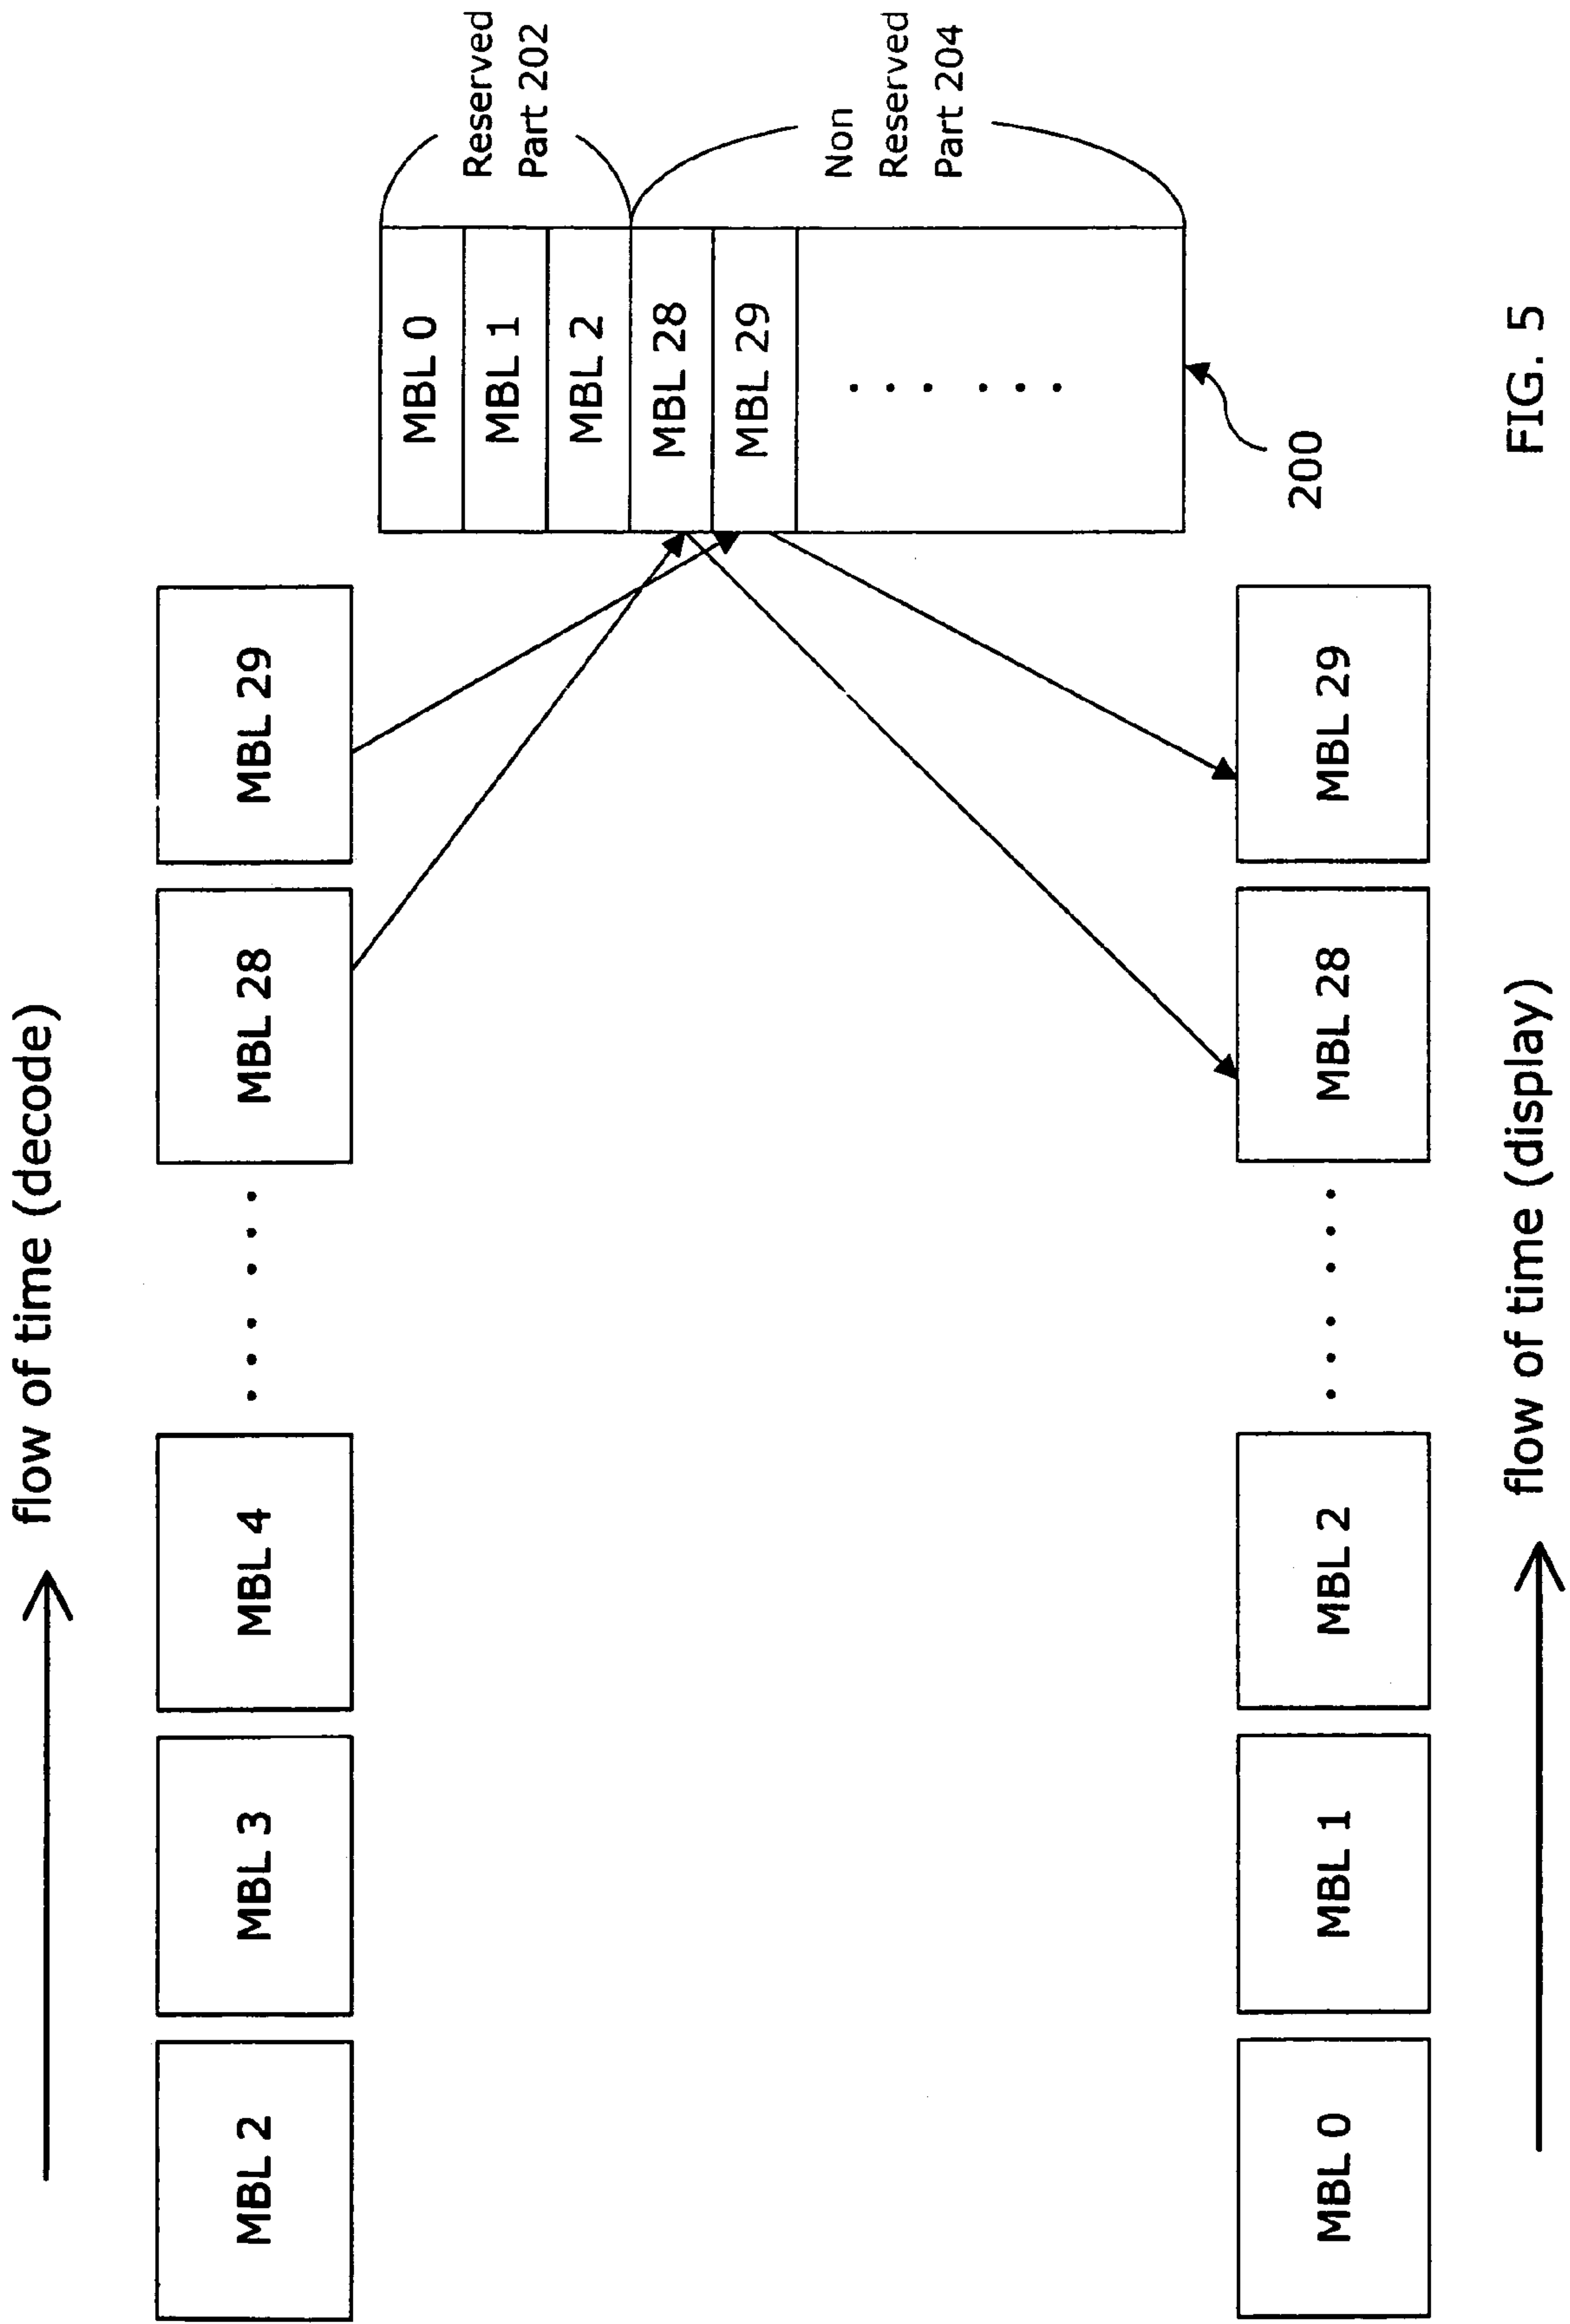 flow of time (decode)
MBL 2
MBL 3
MBL 4
MBL 28
MBL 29
MBL 0
MBL 1
MBL 2
MBL 28
MBL 29
Reserved
Part 202
Non
Reserved
Part 204
200
MBL 0
MBL 1
MBL 2
MBL 28
MBL 29
flow of time (display)
FIG. 5